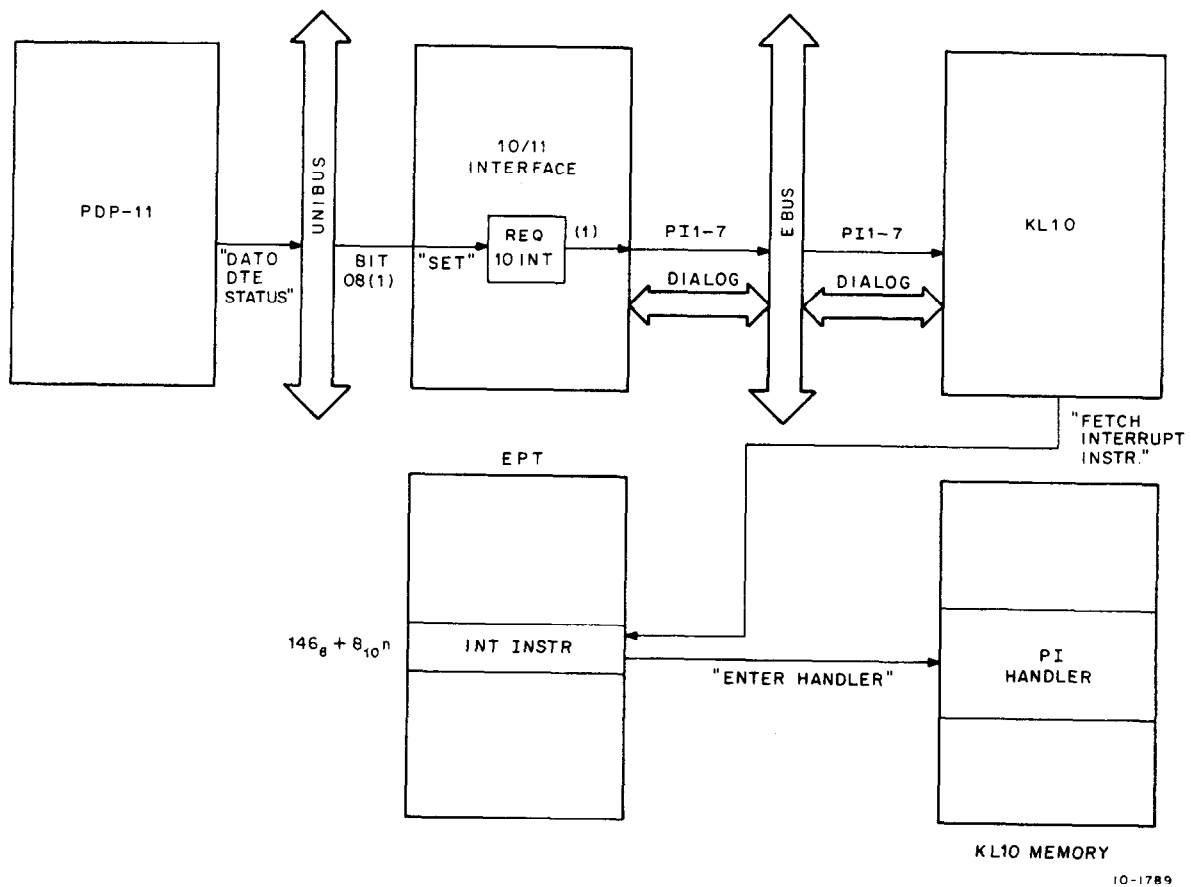 PDP-11
"DATO
DTE
STATUS"
UNIBUS
BIT
08(1)
10/11
INTERFACE
"SET"
REQ
10 INT
(1)
PI1-7
DIALOG
EBUS
PI1-7
DIALOG
KL10
"FETCH
INTERRUPT
INSTR."
EPT
146₈ + 8₁₀n
INT INSTR
"ENTER HANDLER"
PI
HANDLER
KL10 MEMORY
10-1789